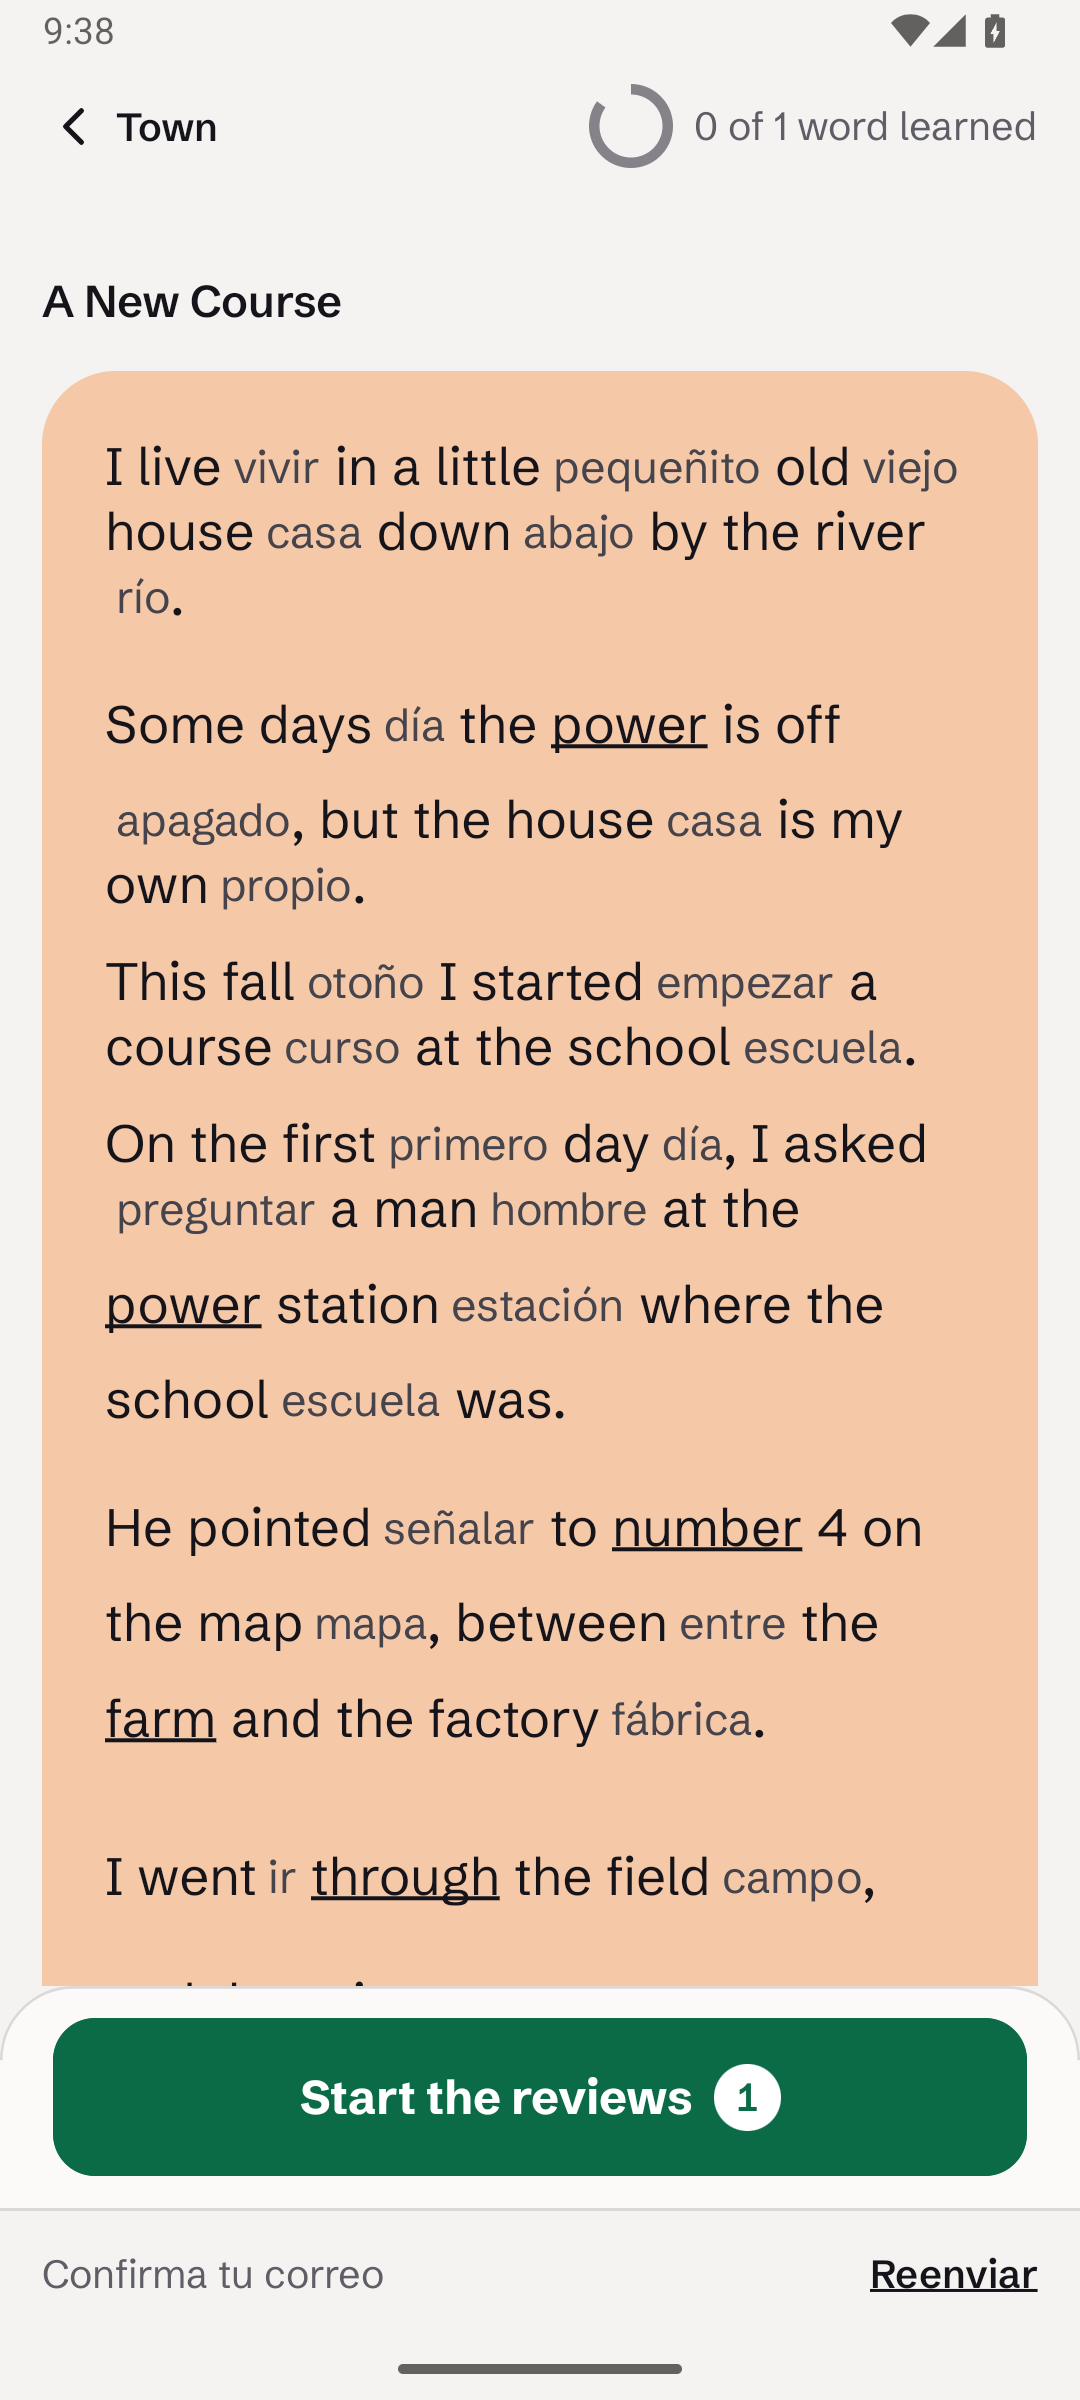 9:38
Town
0 of 1 word learned
A New Course
I live vivir in a little pequeñito old viejo
house casa down abajo by the river
río.
Some days día the power is off
apagado, but the house casa is my
own propio.
This fall otoño I started empezar a
course curso at the school escuela.
On the first primero day día, I asked
preguntar a man hombre at the
power station estación where the
school escuela was.
He pointed señalar to number 4 on
the map mapa, between entre the
farm and the factory fábrica.
I went ir through the field campo,
Start the reviews 1
Confirma tu correo
Reenviar